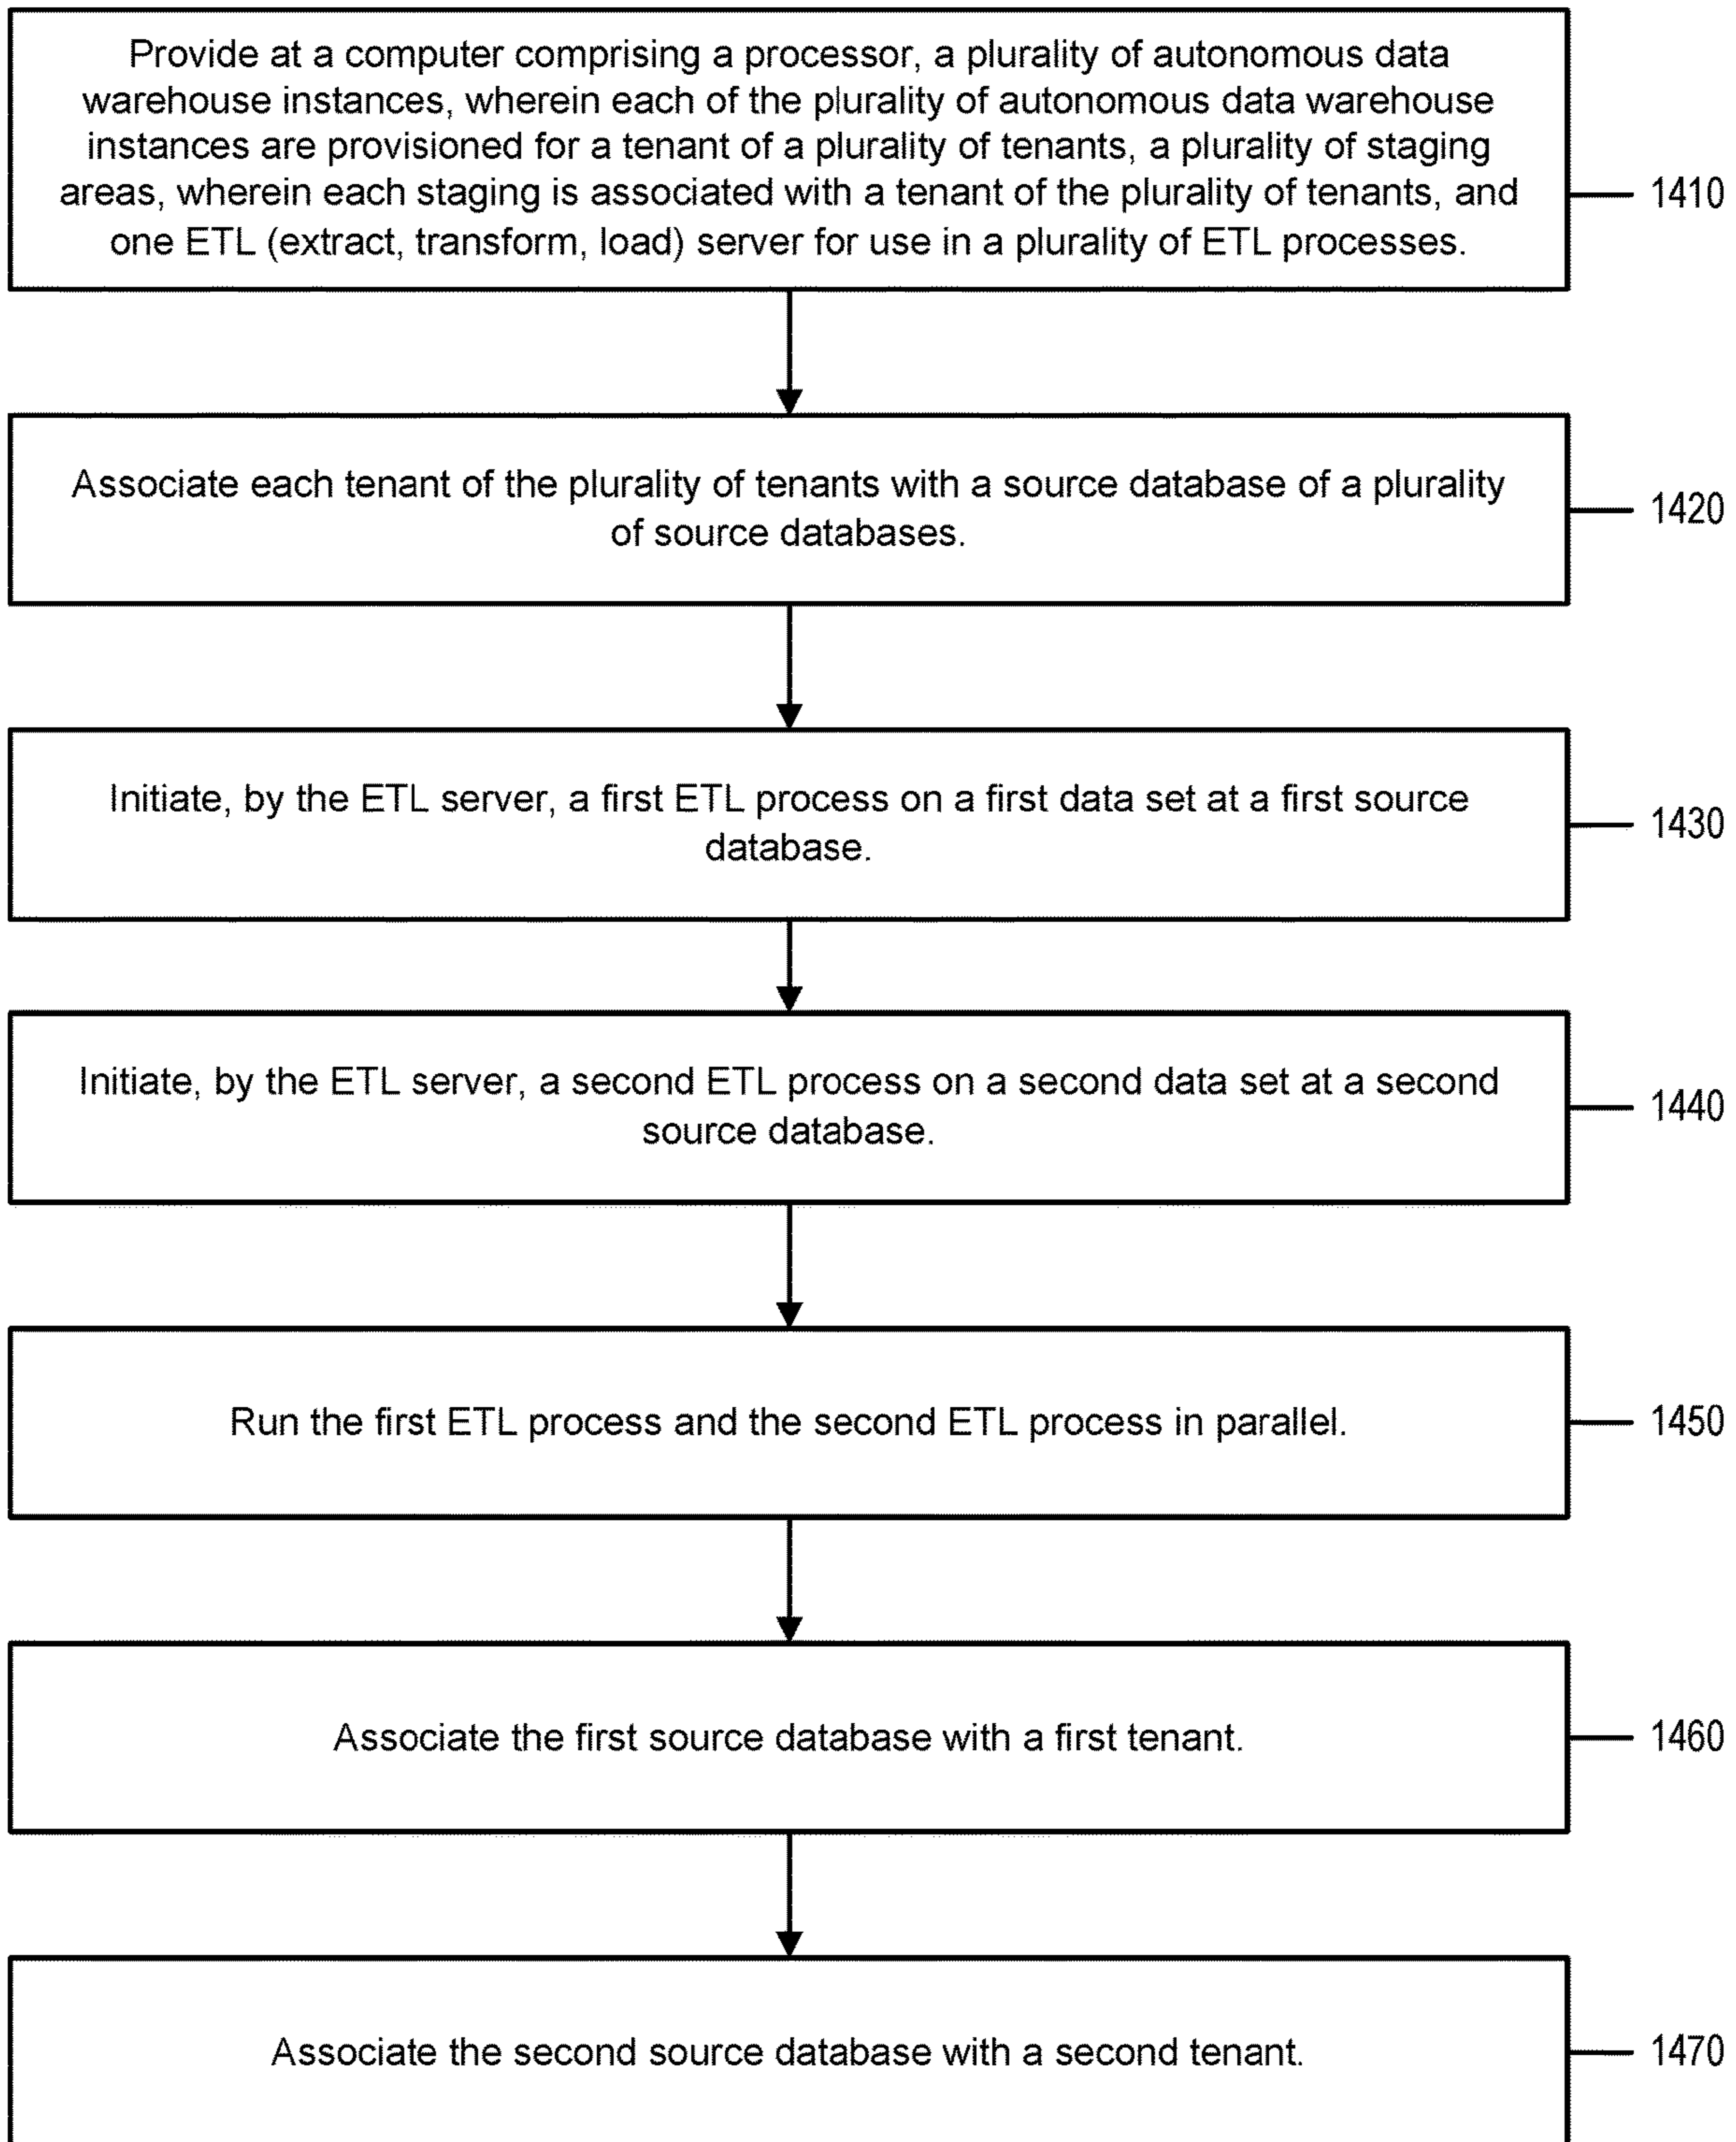 Provide at a computer comprising a processor, a plurality of autonomous data
warehouse instances, wherein each of the plurality of autonomous data warehouse
instances are provisioned for a tenant of a plurality of tenants, a plurality of staging
areas, wherein each staging is associated with a tenant of the plurality of tenants, and
one ETL (extract, transform, load) server for use in a plurality of ETL processes.
1410
Associate each tenant of the plurality of tenants with a source database of a plurality
of source databases.
1420
Initiate, by the ETL server, a first ETL process on a first data set at a first source
database.
1430
Initiate, by the ETL server, a second ETL process on a second data set at a second
source database.
1440
Run the first ETL process and the second ETL process in parallel.
1450
Associate the first source database with a first tenant.
1460
Associate the second source database with a second tenant.
1470